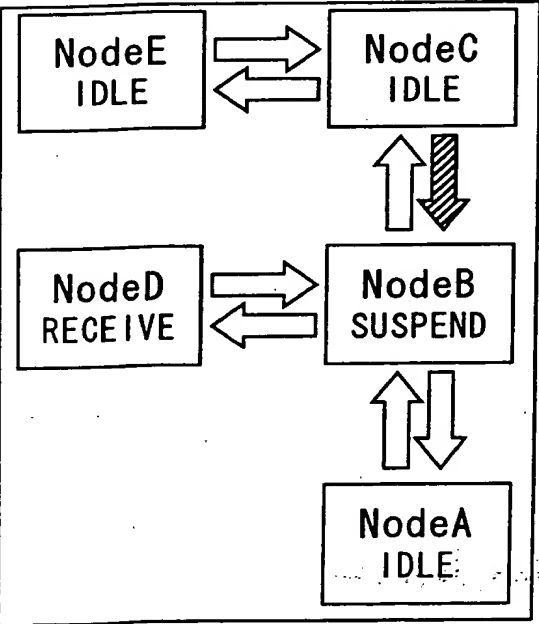 NodeE
IDLE
NodeC
IDLE
NodeD
RECEIVE
NodeB
SUSPEND
NodeA
IDLE